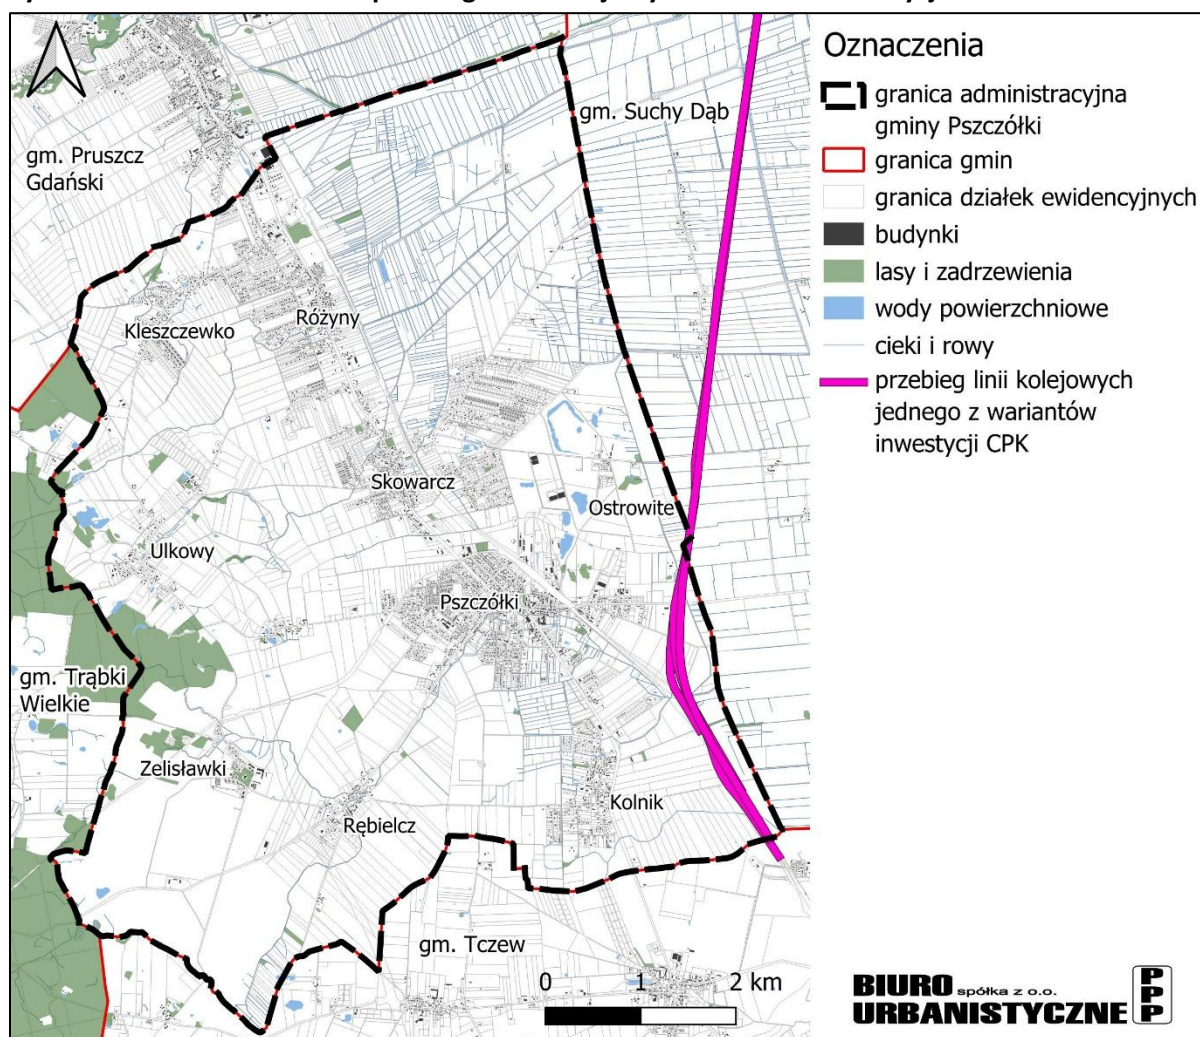 Oznaczenia
granica administracyjna
gminy Pszczółki
granica gmin
granica działek ewidencyjnych
budynki
lasy i zadrzewienia
wody powierzchniowe
cieki i rowy
przebieg linii kolejowych
jednego z wariantów
inwestycji CPK
gm. Suchy Dąb
gm. Pruszcz
Gdański
Kleszczewko
Różyny
Skowarcz
Ostrowite
Ulkowy
Pszczółki
gm. Trąbki
Wielkie
Żelisławki
Kolnik
Rębielcz
gm. Tczew
0 1 2 km
BIURO spółka z o.o.
URBANISTYCZNE
PPP